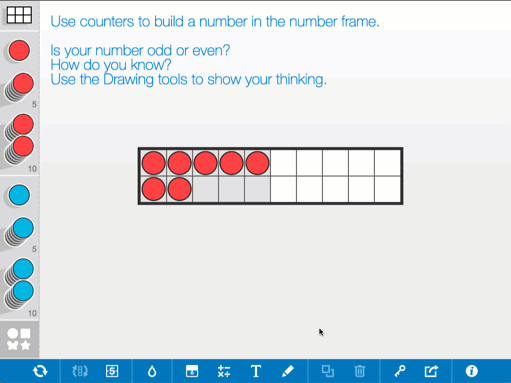 Use counters to build a number in the number frame.
Is your number odd or even?
How do you know?
Use the Drawing tools to show your thinking.
5
10
5
10
5
T